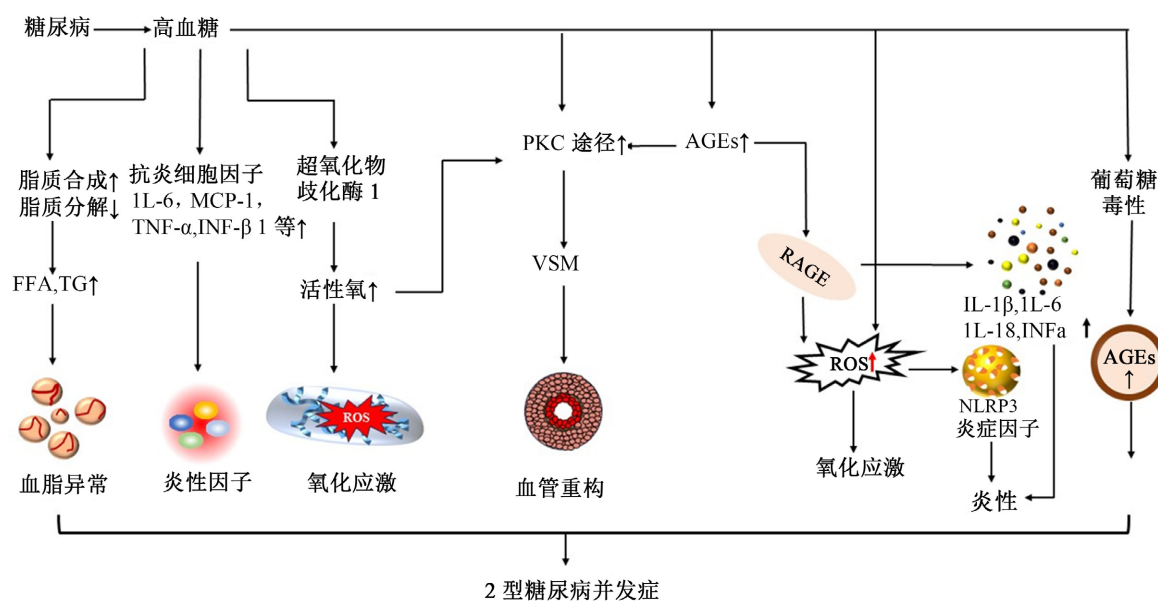 糖尿病
高血糖
脂质合成↑
脂质分解↓
抗炎细胞因子
1L-6，MCP-1，
TNF-α,INF-β 1 等↑
超氧化物
歧化酶 1
PKC 途径↑
AGEs↑
葡萄糖
毒性
FFA,TG↑
活性氧↑
VSM
RAGE
IL-1β,1L-6
1L-18,INFa ↑
ROS↑
AGEs
↑
NLRP3
炎症因子
ROS
血脂异常
炎性因子
氧化应激
血管重构
氧化应激
炎性
2 型糖尿病并发症